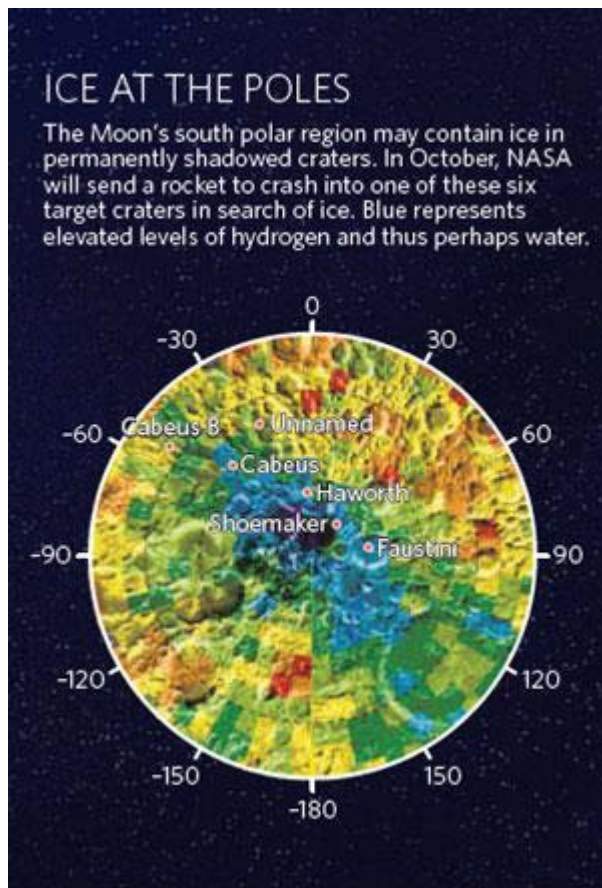 ICE AT THE POLES
The Moon's south polar region may contain ice in
permanently shadowed craters. In October, NASA
will send a rocket to crash into one of these six
target craters in search of ice. Blue represents
elevated levels of hydrogen and thus perhaps water.
0
-30
30
Cabeus B
Unnamed
-60
60
Cabeus
Haworth
Shoemaker
Faustini
-90
90
-120
120
-150
150
-180